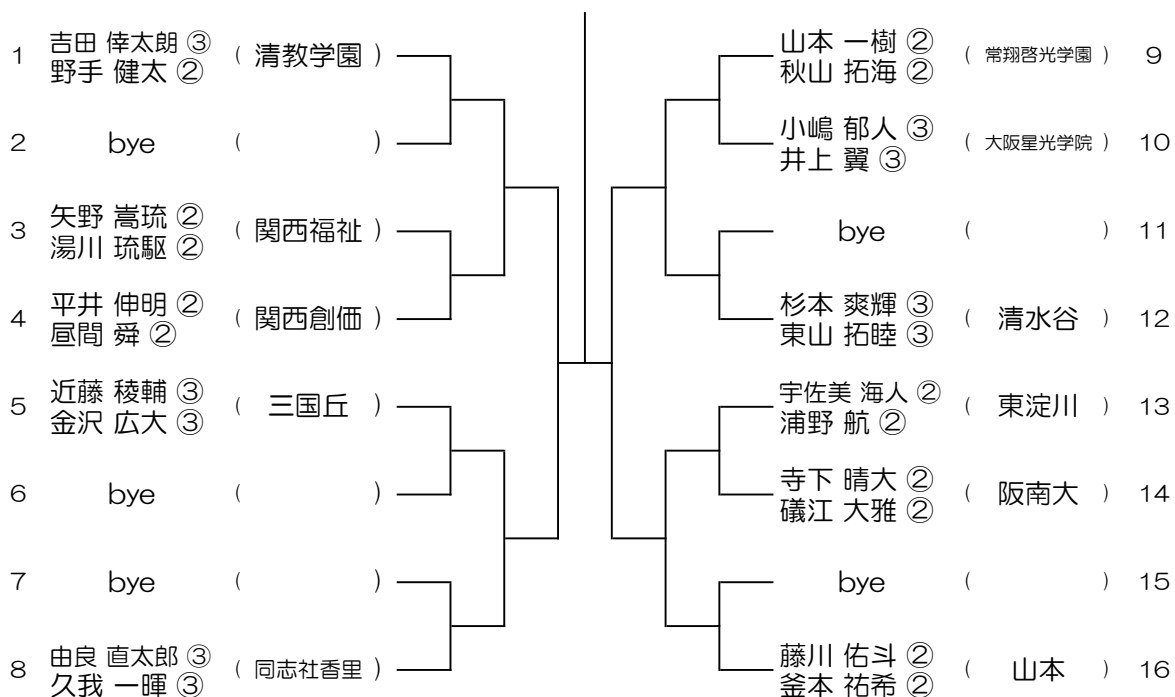 1 吉田 倖太朗 ③ ( 清教学園 )
野手 健太 ②
2 bye ( )
3 矢野 嵩琉 ② ( 関西福祉 )
湯川 琉駆 ②
4 平井 伸明 ② ( 関西創価 )
昼間 舜 ②
5 近藤 稜輔 ③ ( 三国丘 )
金沢 広大 ③
6 bye ( )
7 bye ( )
8 由良 直太郎 ③ ( 同志社香里 )
久我 一暉 ③
山本 一樹 ② ( 常翔啓光学園 ) 9
秋山 拓海 ②
小嶋 郁人 ③ ( 大阪星光学院 ) 10
井上 翼 ③
bye ( ) 11
杉本 爽輝 ③ ( 清水谷 ) 12
東山 拓睦 ③
宇佐美 海人 ② ( 東淀川 ) 13
浦野 航 ②
寺下 晴大 ② ( 阪南大 ) 14
礒江 大雅 ②
bye ( ) 15
藤川 佑斗 ② ( 山本 ) 16
釜本 祐希 ②